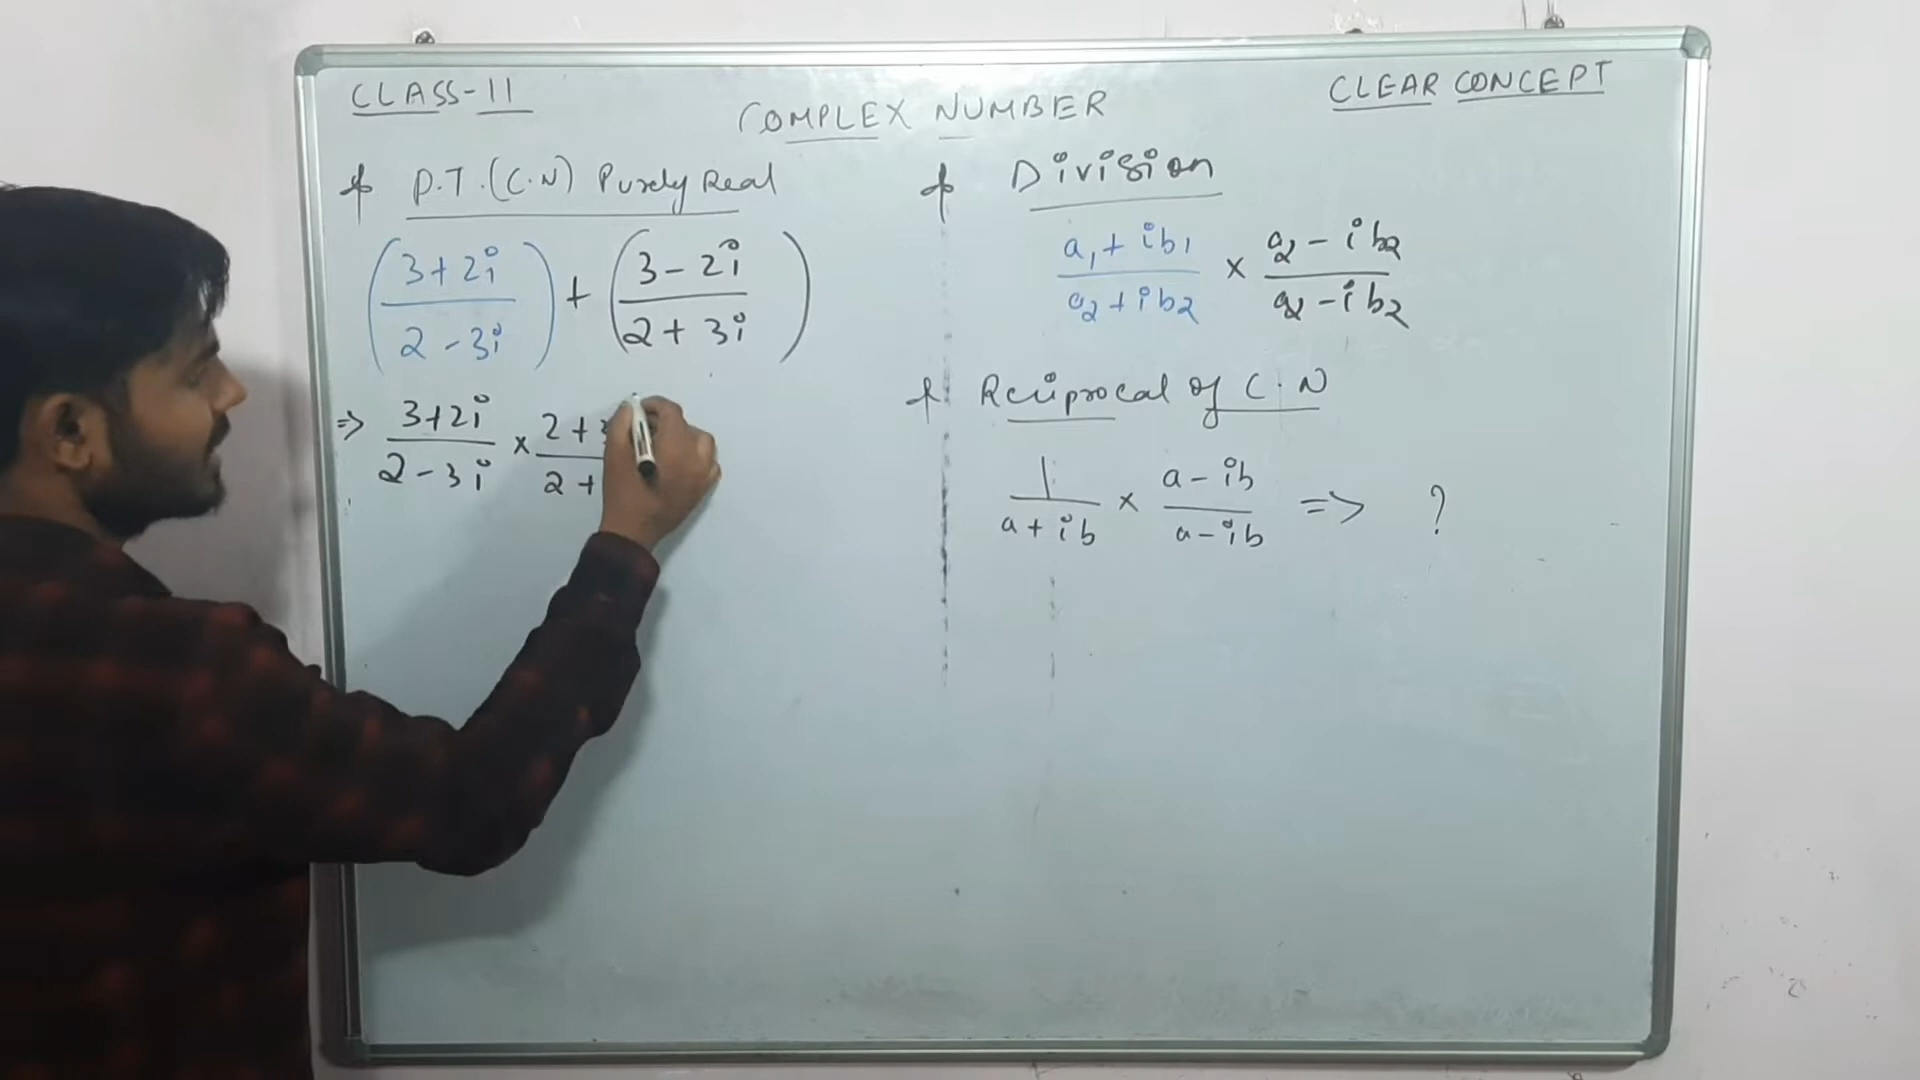 CLASS-11
COMPLEX NUMBER
CLEAR CONCEPT
* P.T.(C.N) Purely Real
(3+2i / 2-3i) + (3-2i / 2+3i)
=> 3+2i / 2-3i × 2+ / 2+
* Division
a1+ib1 / a2+ib2 × a2-ib2 / a2-ib2
* Reciprocal of C.N
1 / a+ib × a-ib / a-ib => ?